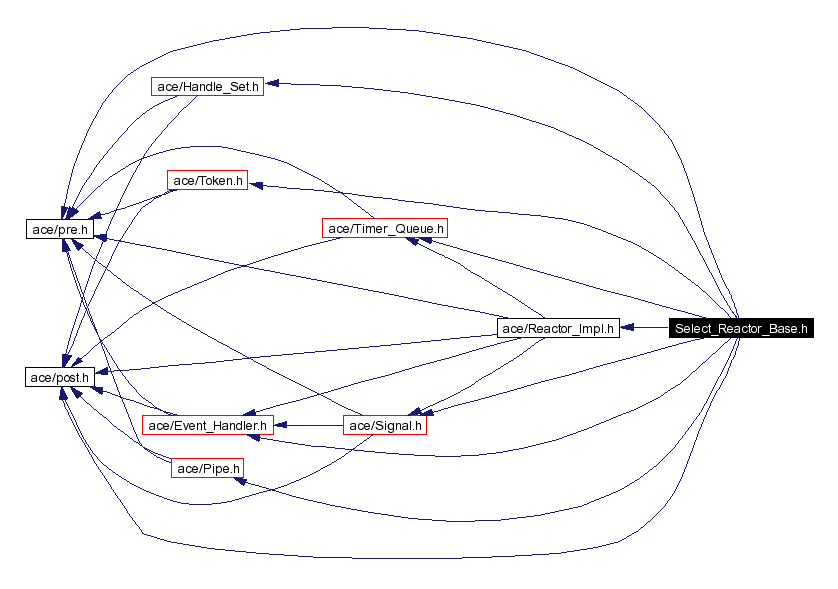 ace/Handle_Set.h
ace/Token.h
ace/pre.h
ace/Timer_Queue.h
ace/Reactor_Impl.h
Select_Reactor_Base.h
ace/post.h
ace/Event_Handler.h
ace/Signal.h
ace/Pipe.h